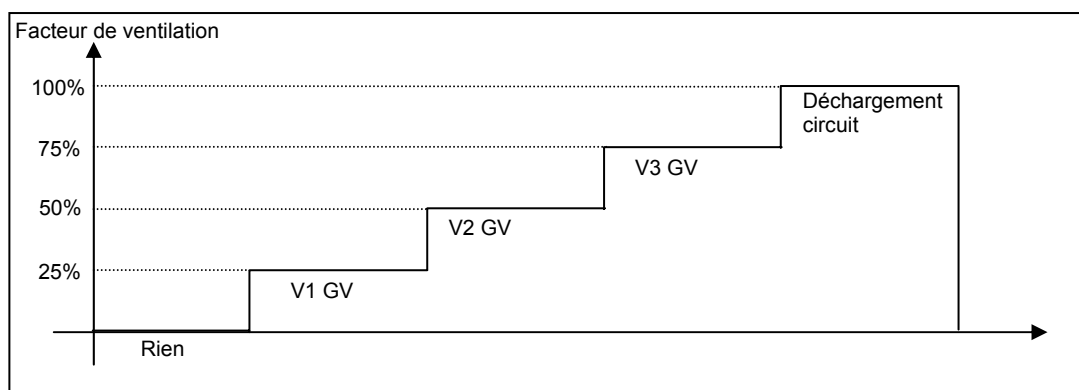 Facteur de ventilation
100%
Déchargement
circuit
75%
V3 GV
50%
V2 GV
25%
V1 GV
Rien